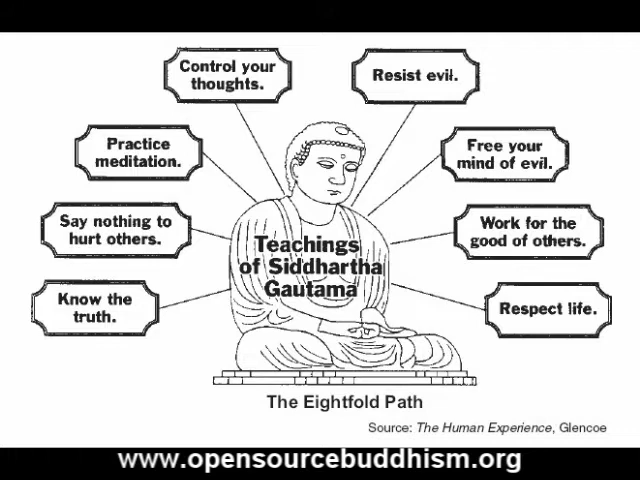 Control your
thoughts.
Resist evil.
Practice
meditation.
Free your
mind of evil.
Say nothing to
hurt others.
Work for the
good of others.
Teachings
of Siddhartha
Gautama
Know the
truth.
Respect life.
The Eightfold Path
Source: The Human Experience, Glencoe
www.opensourcebuddhism.org